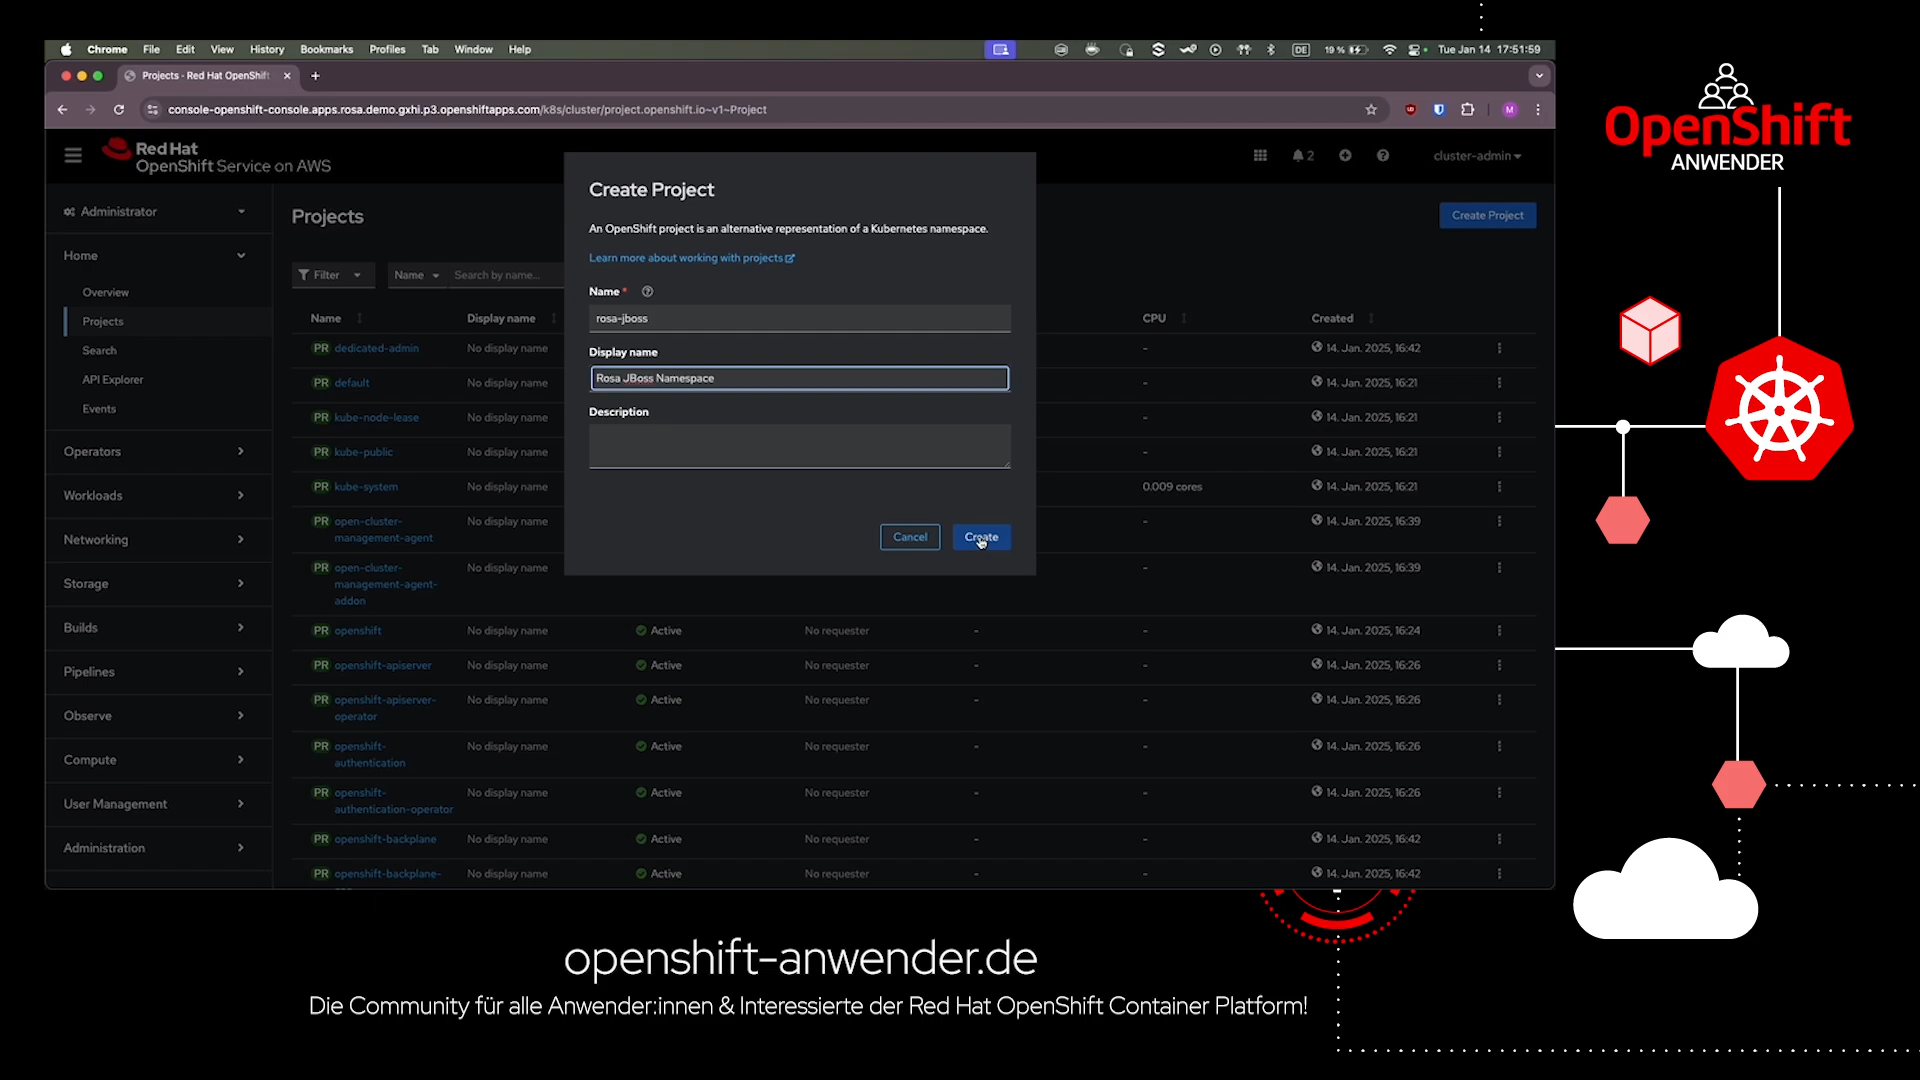 Chrome File Edit View History Bookmarks Profiles Tab Window Help DE 19 % Tue Jan 14 17:51:59
Projects - Red Hat OpenShift
console-openshift-console.apps.rosa.demo.gxhi.p3.openshiftapps.com/k8s/cluster/project.openshift.io~v1~Project M
Red Hat
OpenShift Service on AWS
2
cluster-admin
Administrator
Home
Overview
Projects
Search
API Explorer
Events
Operators
Workloads
Networking
Storage
Builds
Pipelines
Observe
Compute
User Management
Administration
Projects
Create Project
Filter
Name
Search by name...
Name Display name CPU Created
PR dedicated-admin No display name - 14. Jan. 2025, 16:42
PR default No display name - 14. Jan. 2025, 16:21
PR kube-node-lease No display name - 14. Jan. 2025, 16:21
PR kube-public No display name - 14. Jan. 2025, 16:21
PR kube-system No display name 0.009 cores 14. Jan. 2025, 16:21
PR open-cluster- No display name - 14. Jan. 2025, 16:39
management-agent
PR open-cluster- No display name - 14. Jan. 2025, 16:39
management-agent-
addon
PR openshift No display name Active No requester - - 14. Jan. 2025, 16:24
PR openshift-apiserver No display name Active No requester - - 14. Jan. 2025, 16:26
PR openshift-apiserver- No display name Active No requester - - 14. Jan. 2025, 16:26
operator
PR openshift- No display name Active No requester - - 14. Jan. 2025, 16:26
authentication
PR openshift- No display name Active No requester - - 14. Jan. 2025, 16:26
authentication-operator
PR openshift-backplane No display name Active No requester - - 14. Jan. 2025, 16:42
PR openshift-backplane- No display name Active No requester - - 14. Jan. 2025, 16:42
Create Project
An OpenShift project is an alternative representation of a Kubernetes namespace.
Learn more about working with projects
Name *
rosa-jboss
Display name
Rosa JBoss Namespace
Description
Cancel
Create
OpenShift
ANWENDER
openshift-anwender.de
Die Community für alle Anwender:innen & Interessierte der Red Hat OpenShift Container Platform!